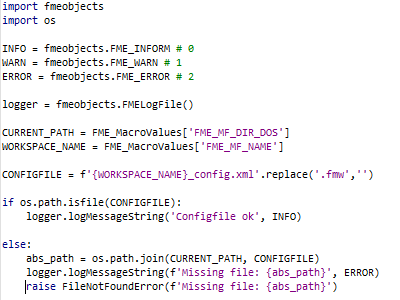 import fmeobjects
import os
INFO = fmeobjects.FME_INFORM # 0
WARN = fmeobjects.FME_WARN # 1
ERROR = fmeobjects.FME_ERROR # 2
logger = fmeobjects.FMELogFile()
CURRENT_PATH = FME_MacroValues['FME_MF_DIR_DOS']
WORKSPACE_NAME = FME_MacroValues['FME_MF_NAME']
CONFIGFILE = f'{WORKSPACE_NAME}_config.xml'.replace('.fmw','')
if os.path.isfile(CONFIGFILE):
    logger.logMessageString('Configfile ok', INFO)
else:
    abs_path = os.path.join(CURRENT_PATH, CONFIGFILE)
    logger.logMessageString(f'Missing file: {abs_path}', ERROR)
    raise FileNotFoundError(f'Missing file: {abs_path}')